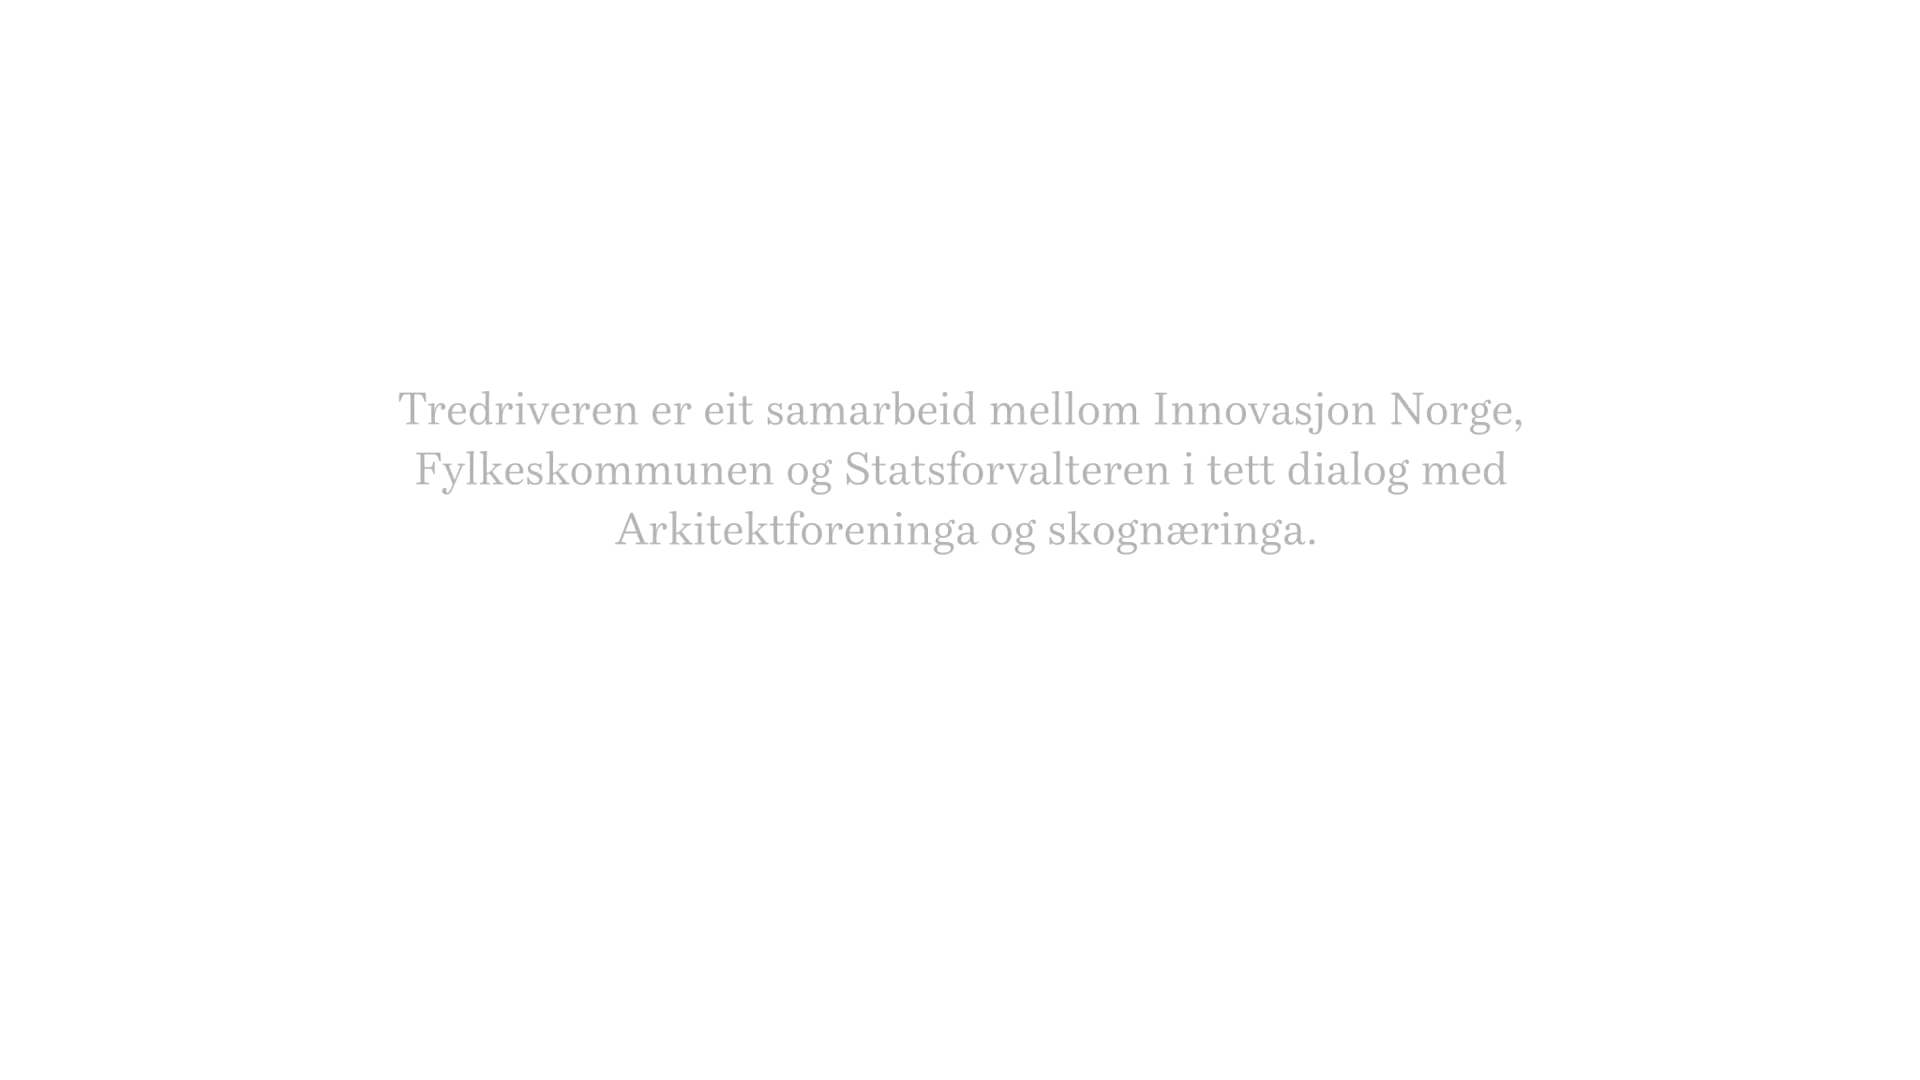 Tredriveren er eit samarbeid mellom Innovasjon Norge,
Fylkeskommunen og Statsforvalteren i tett dialog med
Arkitektforeninga og skognæringa.